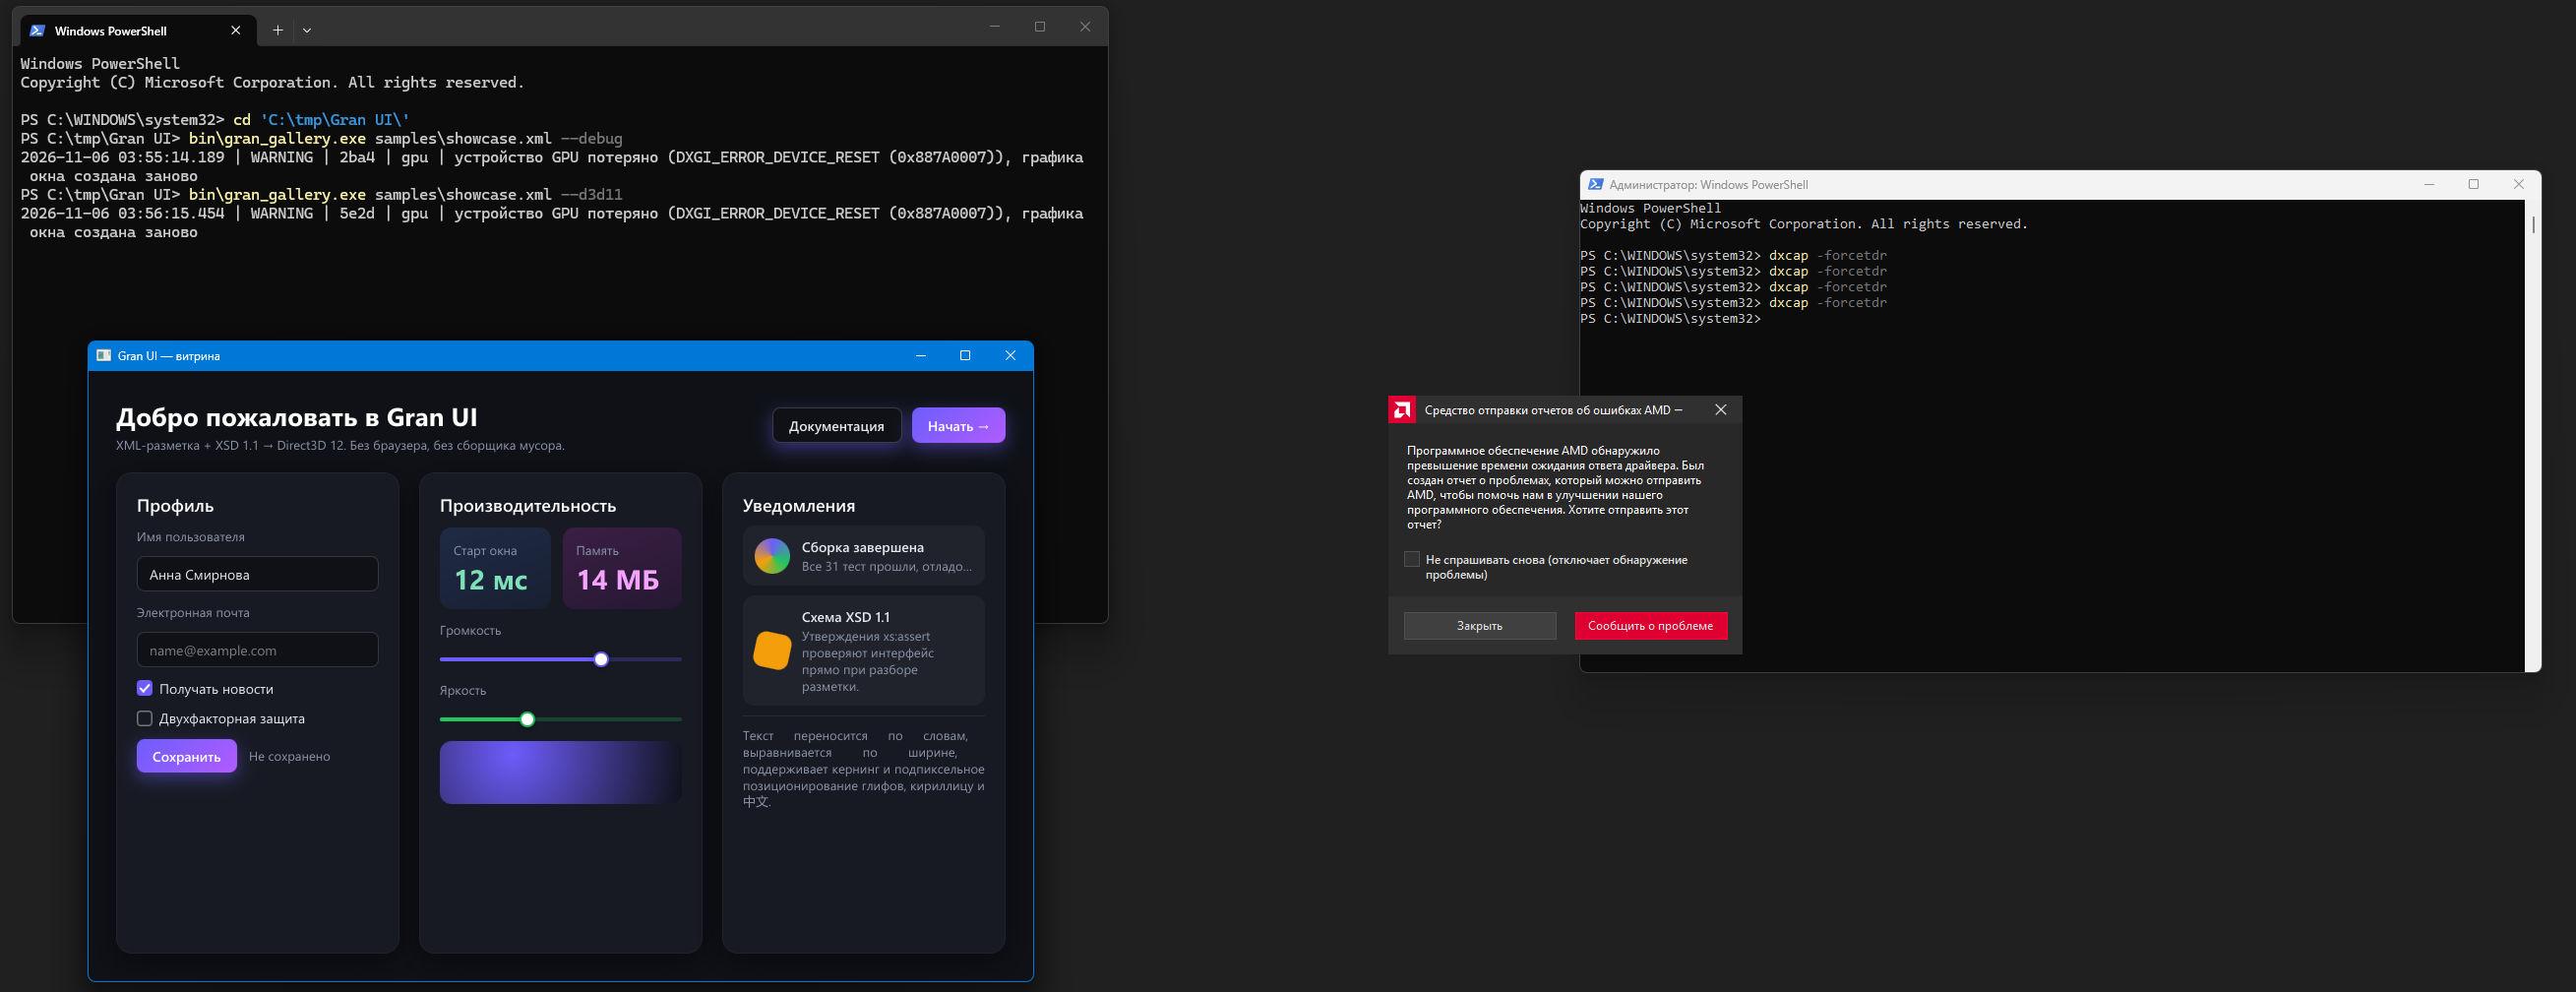 Windows PowerShell
Windows PowerShell
Copyright (C) Microsoft Corporation. All rights reserved.
PS C:\WINDOWS\system32> cd 'C:\tmp\Gran UI\'
PS C:\tmp\Gran UI> bin\gran_gallery.exe samples\showcase.xml --debug
2026-11-06 03:55:14.189 | WARNING | 2ba4 | gpu | устройство GPU потеряно (DXGI_ERROR_DEVICE_RESET (0x887A0007)), графика
окна создана заново
PS C:\tmp\Gran UI> bin\gran_gallery.exe samples\showcase.xml --d3d11
2026-11-06 03:56:15.454 | WARNING | 5e2d | gpu | устройство GPU потеряно (DXGI_ERROR_DEVICE_RESET (0x887A0007)), графика
окна создана заново
Gran UI — витрина
Добро пожаловать в Gran UI
XML-разметка + XSD 1.1 → Direct3D 12. Без браузера, без сборщика мусора.
Документация
Начать →
Профиль
Имя пользователя
Анна Смирнова
Электронная почта
name@example.com
Получать новости
Двухфакторная защита
Сохранить
Не сохранено
Производительность
Старт окна
12 мс
Память
14 МБ
Громкость
Яркость
Уведомления
Сборка завершена
Все 31 тест прошли, отладо...
Схема XSD 1.1
Утверждения xs:assert
проверяют интерфейс
прямо при разборе
разметки.
Текст переносится по словам,
выравнивается по ширине,
поддерживает кернинг и подпиксельное
позиционирование глифов, кириллицу и
中文.
Администратор: Windows PowerShell
Windows PowerShell
Copyright (C) Microsoft Corporation. All rights reserved.
PS C:\WINDOWS\system32> dxcap -forcetdr
PS C:\WINDOWS\system32> dxcap -forcetdr
PS C:\WINDOWS\system32> dxcap -forcetdr
PS C:\WINDOWS\system32> dxcap -forcetdr
PS C:\WINDOWS\system32>
Средство отправки отчетов об ошибках AMD
Программное обеспечение AMD обнаружило
превышение времени ожидания ответа драйвера. Был
создан отчет о проблемах, который можно отправить
AMD, чтобы помочь нам в улучшении нашего
программного обеспечения. Хотите отправить этот
отчет?
Не спрашивать снова (отключает обнаружение
проблемы)
Закрыть
Сообщить о проблеме